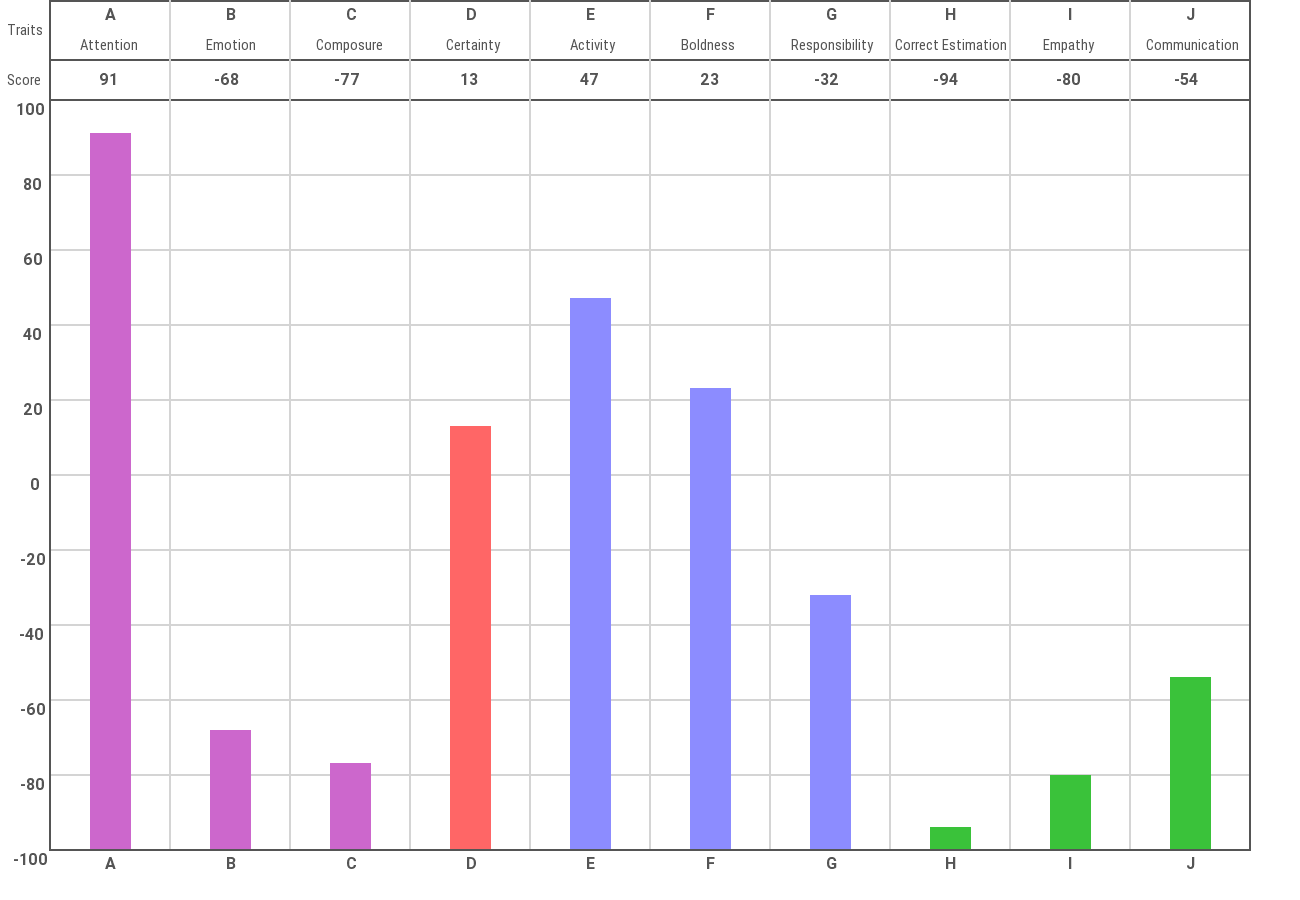 Traits A B C D E F G H I J
Attention Emotion Composure Certainty Activity Boldness Responsibility Correct Estimation Empathy Communication
Score 91 -68 -77 13 47 23 -32 -94 -80 -54
100
80
60
40
20
0
-20
-40
-60
-80
-100
A B C D E F G H I J